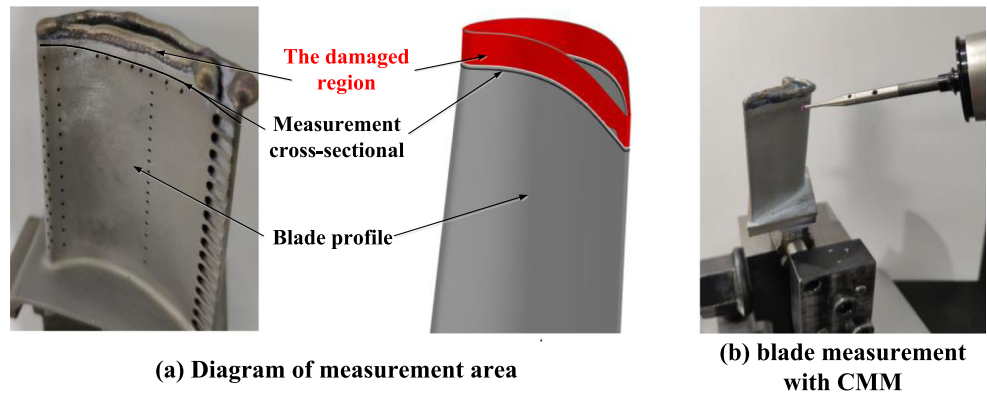 The damaged
region
Measurement
cross-sectional
Blade profile
(a) Diagram of measurement area
(b) blade measurement
with CMM